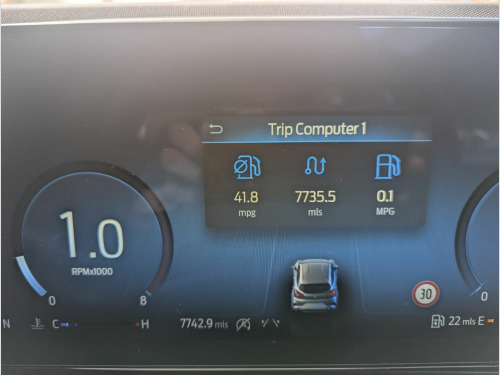 Trip Computer 1
41.8 7735.5 0.1
mpg mls MPG
1.0
RPMx1000
0 8
30
0
N C H 7742.9 mls 22 mls E